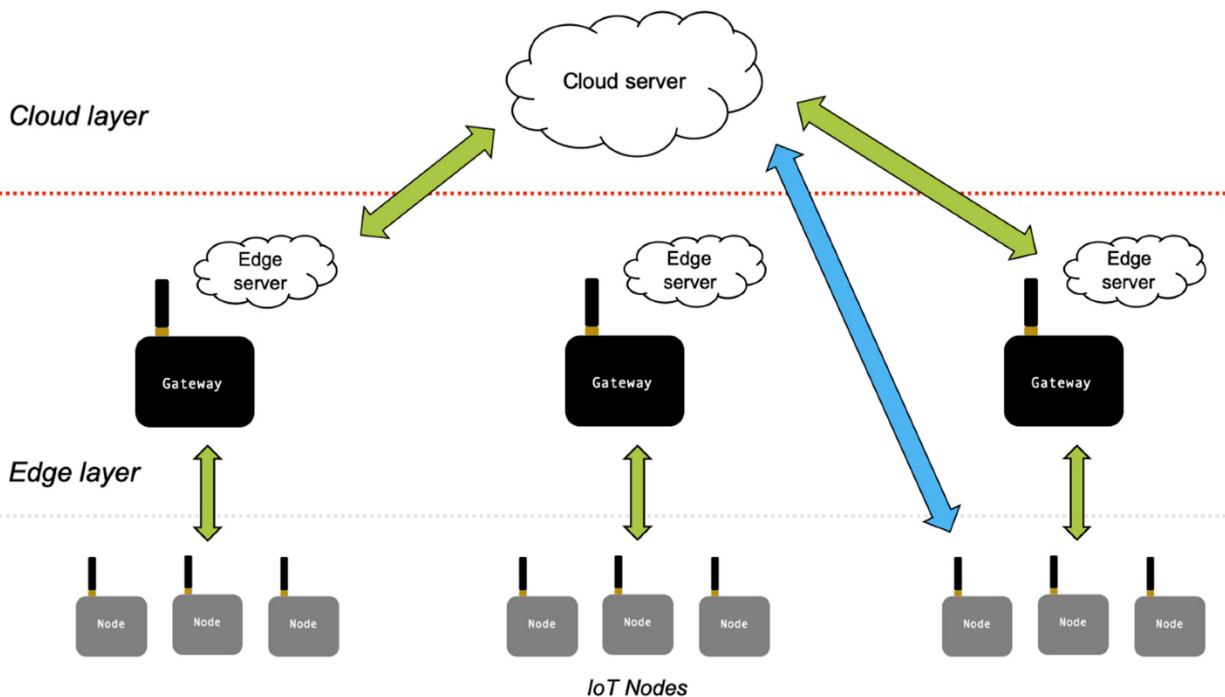 Cloud server
Cloud layer
Edge
server
Edge
server
Edge
server
Gateway
Gateway
Gateway
Edge layer
Node
Node
Node
Node
Node
Node
Node
Node
Node
IoT Nodes